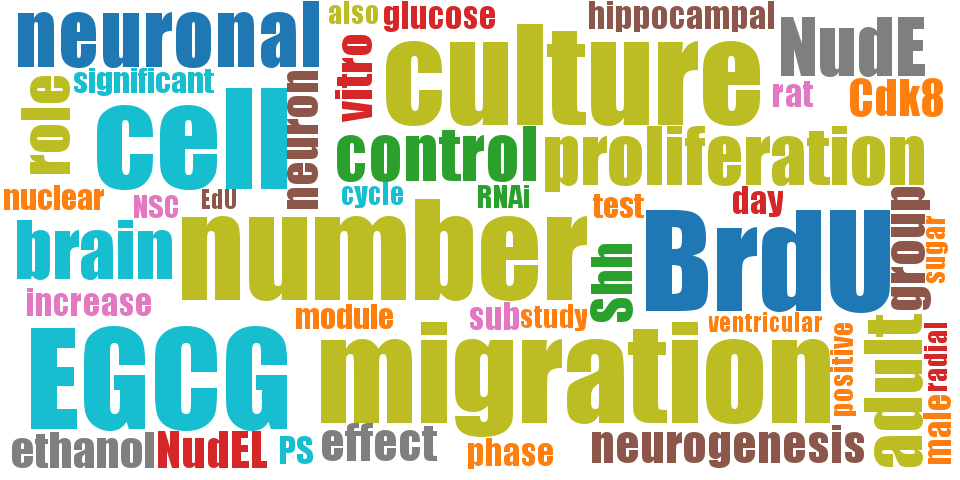 neuronal
also
glucose
hippocampal
culture
NudE
significant
role
cell
neuron
vitro
rat
Cdk8
control
proliferation
nuclear
NSC
EdU
cycle
RNAi
test
day
brain
number
Shh
BrdU
group
sugar
increase
module
sub
study
ventricular
EGCG
migration
positive
adult
radial
male
ethanol
NudEL
PS
effect
phase
neurogenesis